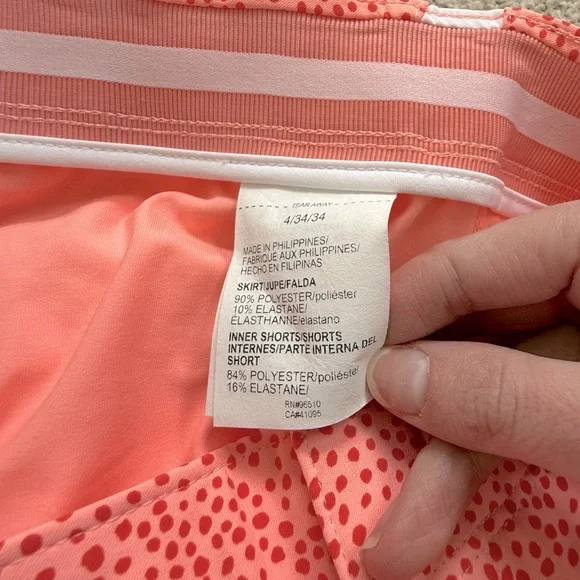 TEAR AWAY
4/34/34
MADE IN PHILIPPINES/
FABRIQUÉ AUX PHILIPPINES/
HECHO EN FILIPINAS
SKIRT/JUPE/FALDA
90% POLYESTER/poliéster
10% ELASTANE/
ÉLASTHANNE/elastano
INNER SHORTS/SHORTS
INTERNES/PARTE INTERNA DEL
SHORT
84% POLYESTER/poliéster
16% ELASTANE/
RN#96510
CA#41095